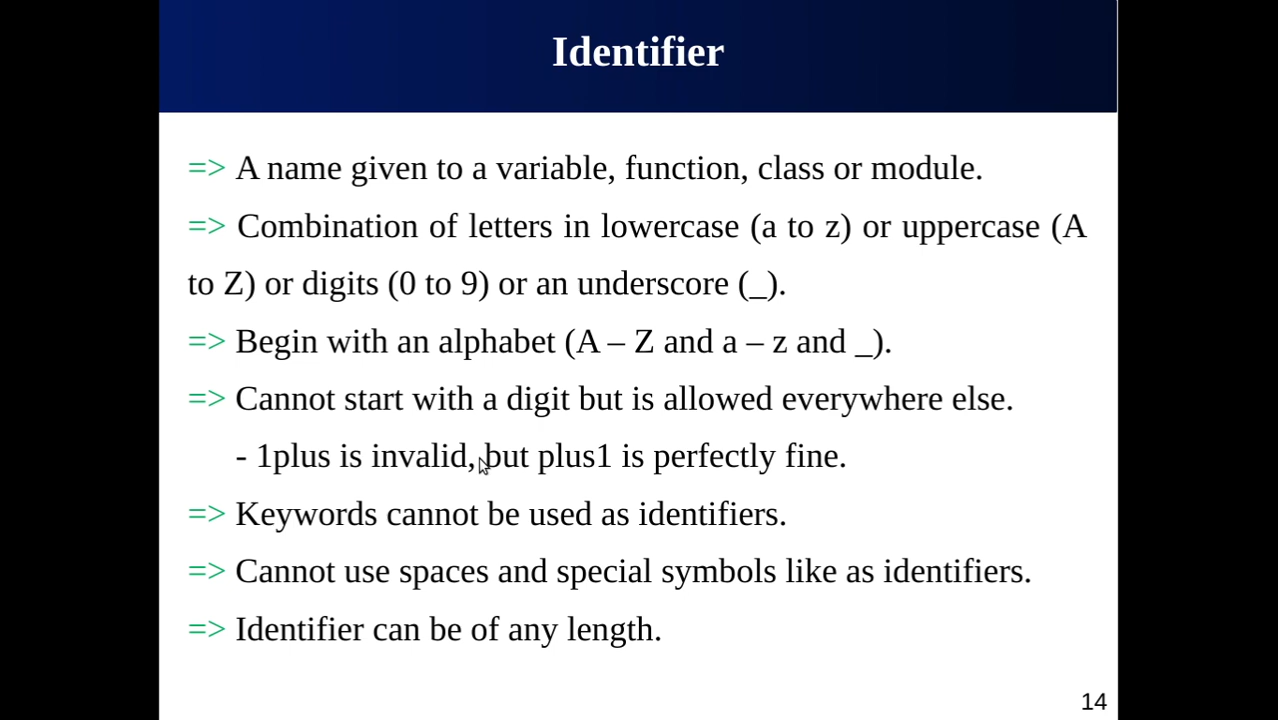 Identifier
=> A name given to a variable, function, class or module.
=> Combination of letters in lowercase (a to z) or uppercase (A
to Z) or digits (0 to 9) or an underscore (_).
=> Begin with an alphabet (A – Z and a – z and _).
=> Cannot start with a digit but is allowed everywhere else.
- 1plus is invalid, but plus1 is perfectly fine.
=> Keywords cannot be used as identifiers.
=> Cannot use spaces and special symbols like as identifiers.
=> Identifier can be of any length.
14